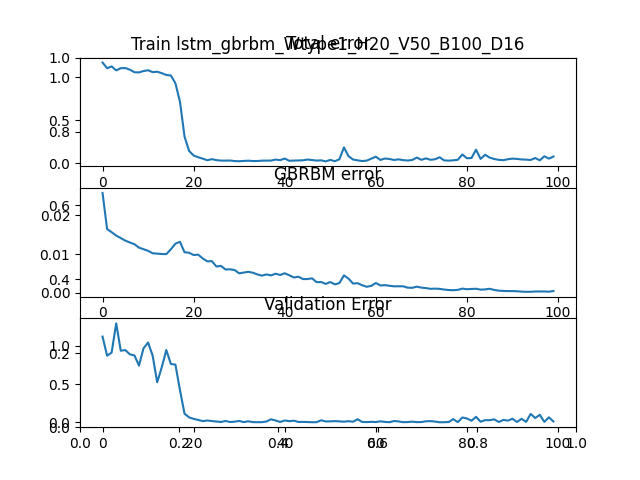 Train lstm_gbrbm_Wtype1_H20_V50_B100_D16
Total error
1.0
1.0
0.5
0.8
0.0
0 20 40 60 80 100
GBRBM error
0.6
0.02
0.01
0.4
0.00
0 20 40 60 80 100
Validation Error
1.0
0.2
0.5
0.0
0.0
0.0 0 0.2 20 0.4 40 0.6 60 80 0.8 100 1.0